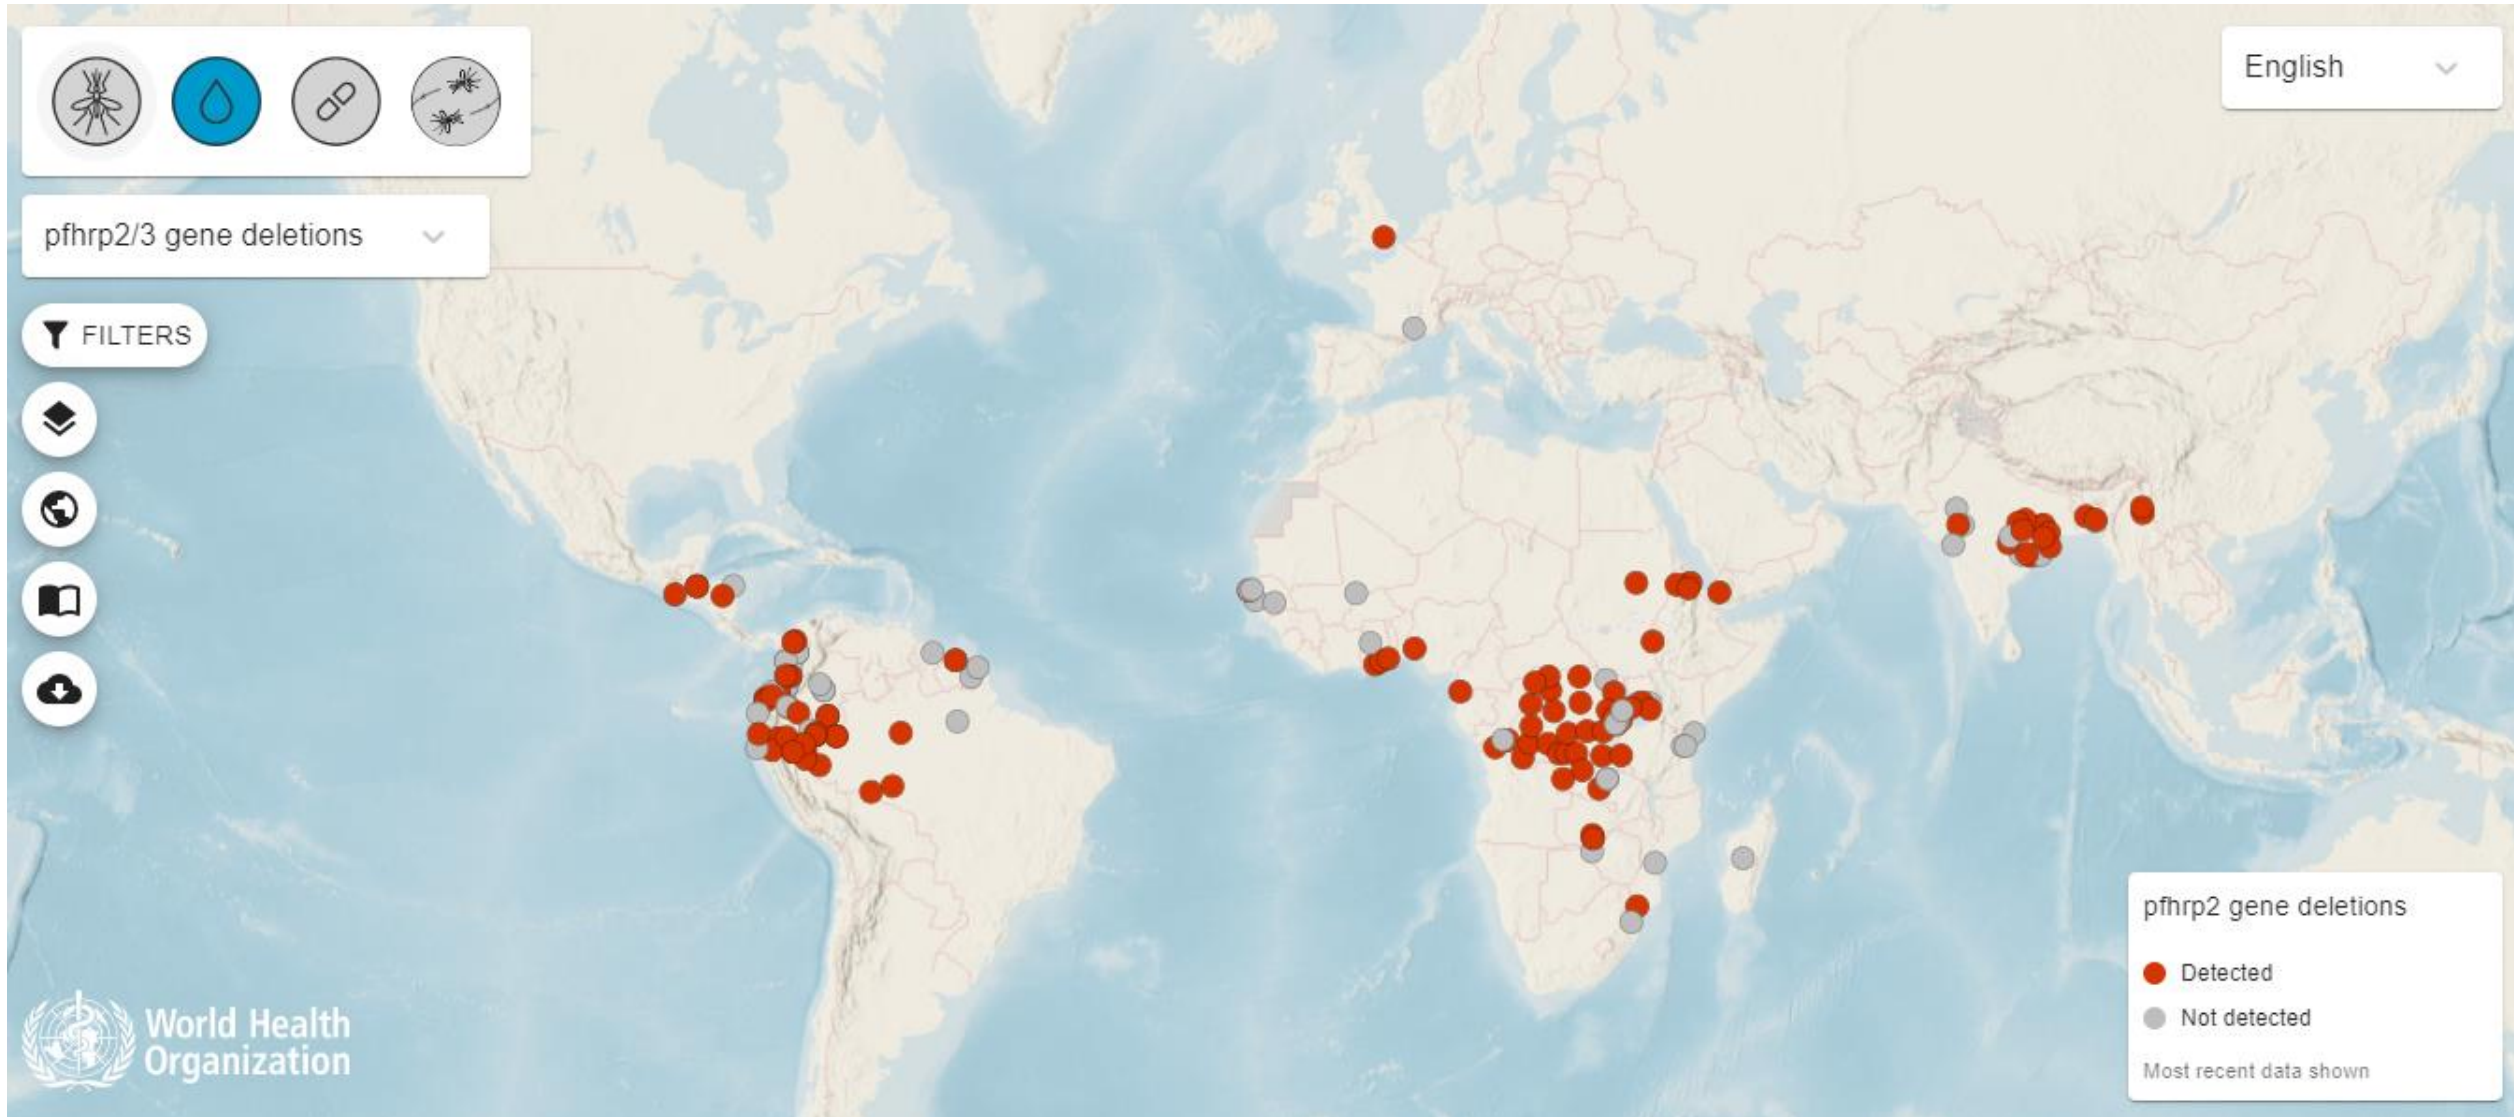 English
pfhrp2/3 gene deletions
FILTERS
pfhrp2 gene deletions
Detected
Not detected
Most recent data shown
World Health
Organization